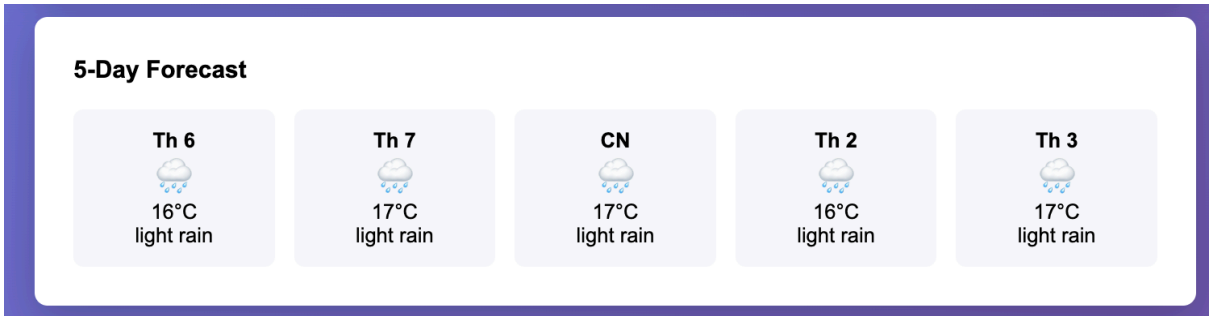 5-Day Forecast
Th 6
16°C
light rain
Th 7
17°C
light rain
CN
17°C
light rain
Th 2
16°C
light rain
Th 3
17°C
light rain